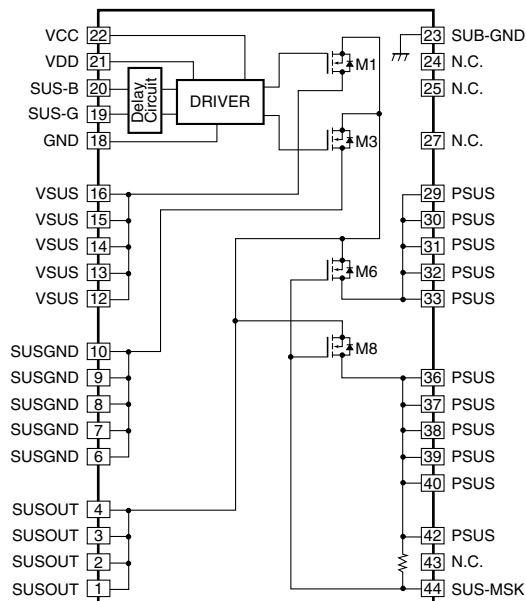 VCC 22
VDD 21
SUS-B 20
SUS-G 19
GND 18
VSUS 16
VSUS 15
VSUS 14
VSUS 13
VSUS 12
SUSGND 10
SUSGND 9
SUSGND 8
SUSGND 7
SUSGND 6
SUSOUT 4
SUSOUT 3
SUSOUT 2
SUSOUT 1
Delay
Circuit
DRIVER
M1
M3
M6
M8
23 SUB-GND
24 N.C.
25 N.C.
27 N.C.
29 PSUS
30 PSUS
31 PSUS
32 PSUS
33 PSUS
36 PSUS
37 PSUS
38 PSUS
39 PSUS
40 PSUS
42 PSUS
43 N.C.
44 SUS-MSK